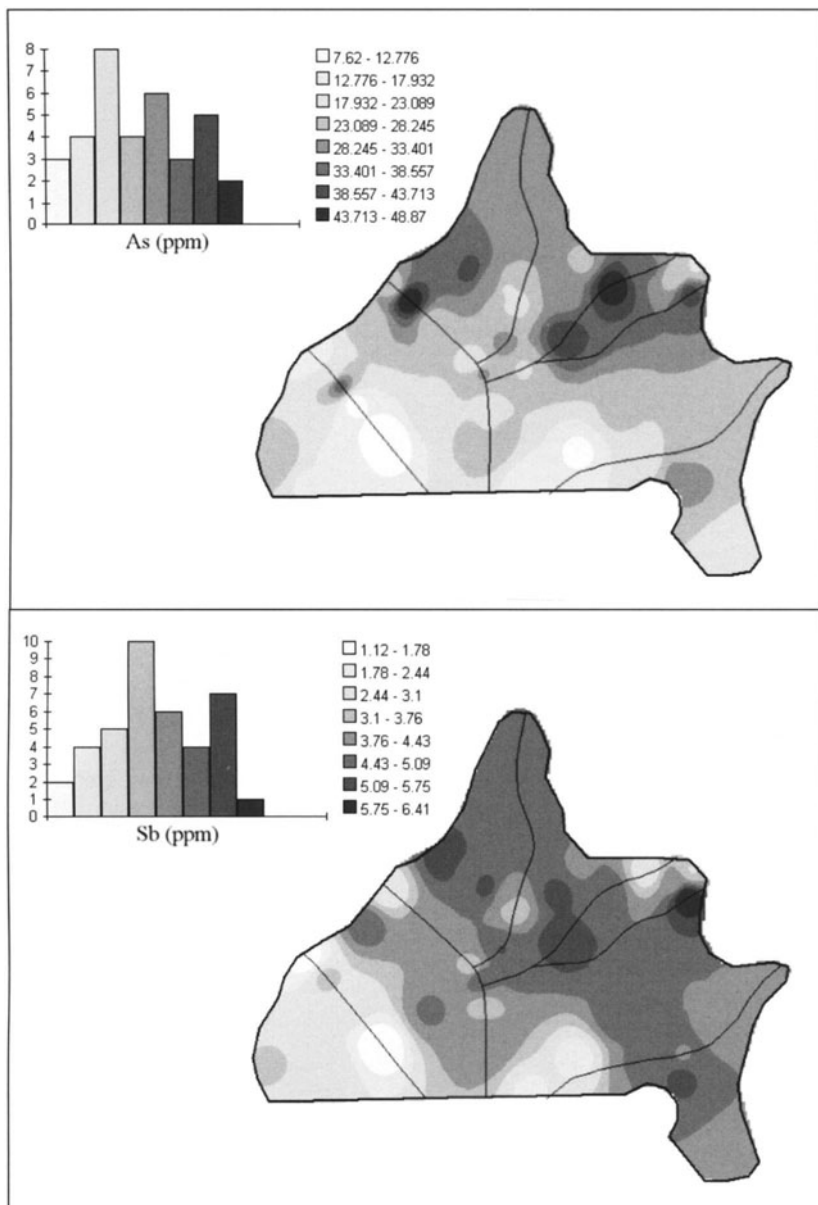 8
7
6
5
4
3
2
1
0
As (ppm)
7.62 - 12.776
12.776 - 17.932
17.932 - 23.089
23.089 - 28.245
28.245 - 33.401
33.401 - 38.557
38.557 - 43.713
43.713 - 48.87
10
9
8
7
6
5
4
3
2
1
0
Sb (ppm)
1.12 - 1.78
1.78 - 2.44
2.44 - 3.1
3.1 - 3.76
3.76 - 4.43
4.43 - 5.09
5.09 - 5.75
5.75 - 6.41